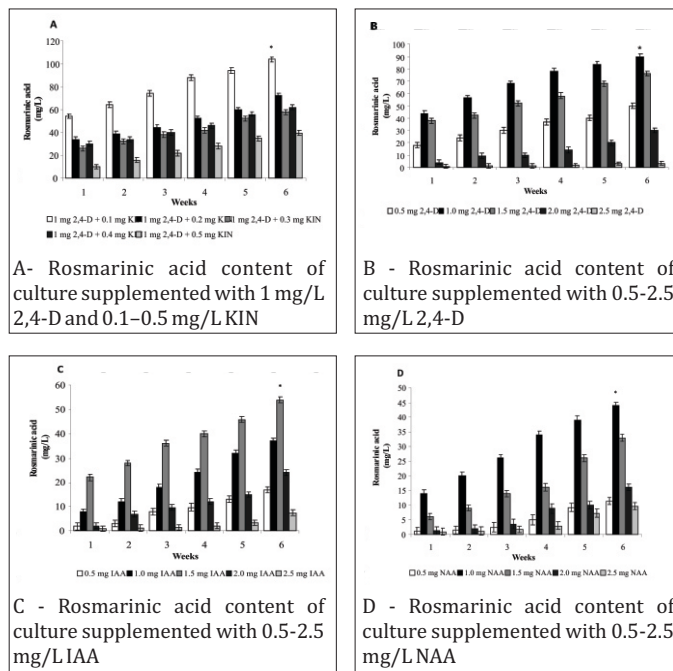 A
Rosmarinic acid
(mg/L)
120
100
80
60
40
20
0
*
1 2 3 4 5 6
Weeks
1 mg 2,4-D + 0.1 mg K 1 mg 2,4-D + 0.2 mg K 1 mg 2,4-D + 0.3 mg KIN
1 mg 2,4-D + 0.4 mg K 1 mg 2,4-D + 0.5 mg KIN
A- Rosmarinic acid content of
culture supplemented with 1 mg/L
2,4-D and 0.1–0.5 mg/L KIN
B
Rosmarinic acid
(mg/L)
100
90
80
70
60
50
40
30
20
10
0
*
1 2 3 4 5 6
Weeks
0.5 mg 2,4-D 1.0 mg 2,4-D 1.5 mg 2,4-D 2.0 mg 2,4-D 2.5 mg 2,4-D
B - Rosmarinic acid content of
culture supplemented with 0.5-2.5
mg/L 2,4-D
C
Rosmarinic acid
(mg/L)
60
50
40
30
20
10
0
*
1 2 3 4 5 6
Weeks
0.5 mg IAA 1.0 mg IAA 1.5 mg IAA 2.0 mg IAA 2.5 mg IAA
C - Rosmarinic acid content of
culture supplemented with 0.5-2.5
mg/L IAA
D
Rosmarinic acid
(mg/L)
50
45
40
35
30
25
20
15
10
5
0
*
1 2 3 4 5 6
Weeks
0.5 mg NAA 1.0 mg NAA 1.5 mg NAA 2.0 mg NAA 2.5 mg NAA
D - Rosmarinic acid content of
culture supplemented with 0.5-2.5
mg/L NAA